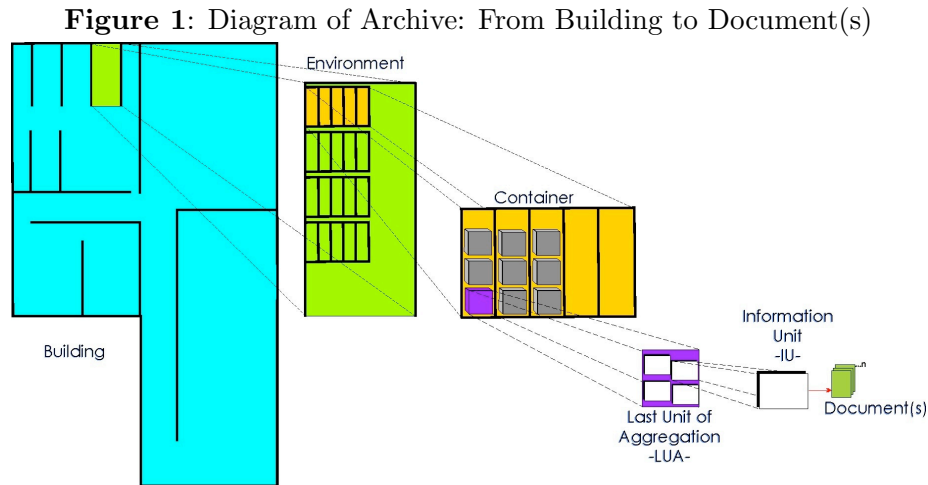 Figure 1: Diagram of Archive: From Building to Document(s)
Environment
Container
Building
Information
Unit
-IU-
n
Document(s)
Last Unit of
Aggregation
-LUA-